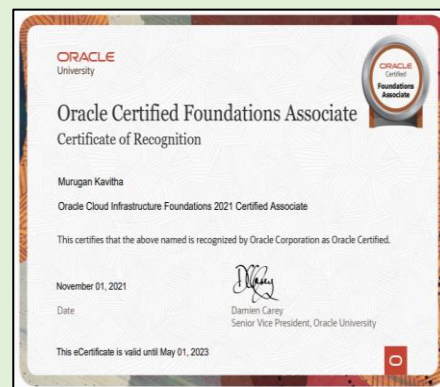 ORACLE
University
ORACLE
Certified
Foundations
Associate
Oracle Certified Foundations Associate
Certificate of Recognition
Murugan Kavitha
Oracle Cloud Infrastructure Foundations 2021 Certified Associate
This certifies that the above named is recognized by Oracle Corporation as Oracle Certified.
November 01, 2021
Date
Damien Carey
Senior Vice President, Oracle University
This eCertificate is valid until May 01, 2023